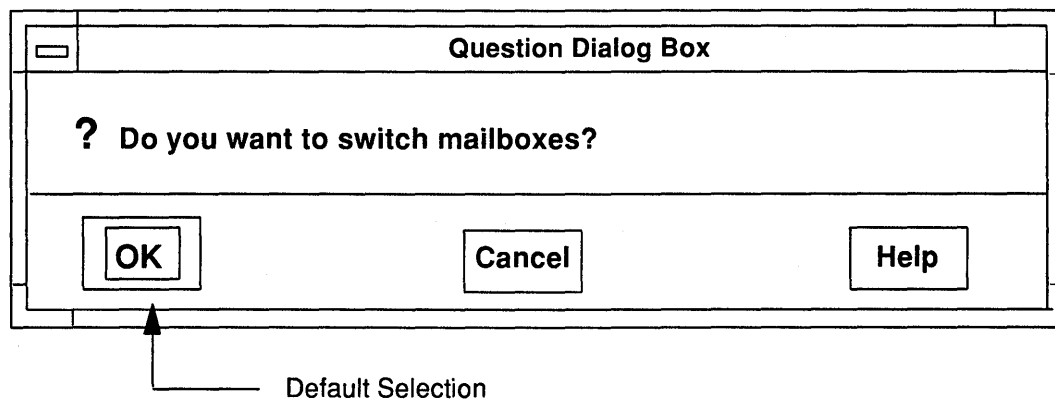 Question Dialog Box
? Do you want to switch mailboxes?
OK Cancel Help
Default Selection